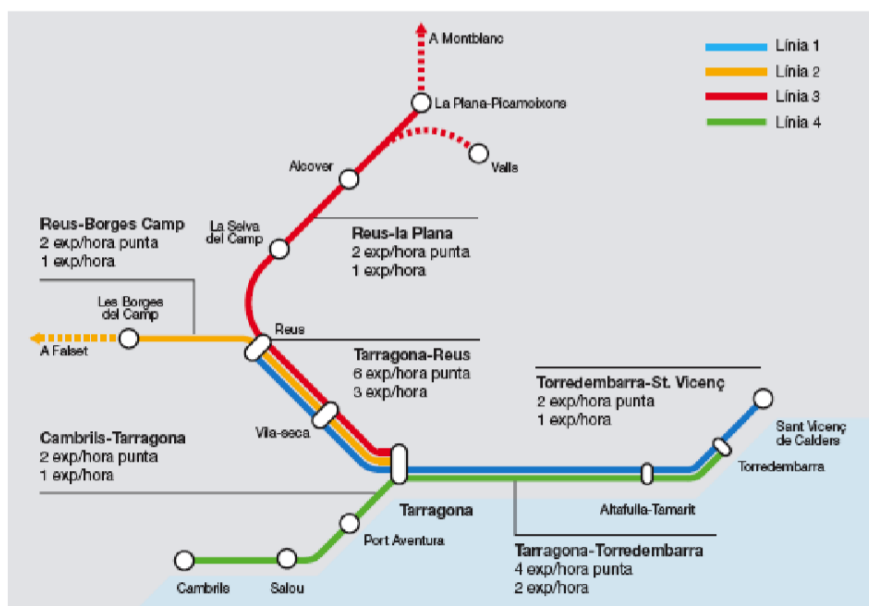 A Montblanc
Línia 1
Línia 2
Línia 3
Línia 4
La Plana-Picamoixons
Alcover
Valls
Reus-Borges Camp
2 exp/hora punta
1 exp/hora
La Selva
del Camp
Reus-la Plana
2 exp/hora punta
1 exp/hora
Les Borges
del Camp
A Falset
Reus
Tarragona-Reus
6 exp/hora punta
3 exp/hora
Torredembarra-St. Vicenç
2 exp/hora punta
1 exp/hora
Vila-seca
Cambrils-Tarragona
2 exp/hora punta
1 exp/hora
Sant Vicenç
de Calders
Torredembarra
Altafulla-Tamarit
Tarragona
Port Aventura
Tarragona-Torredembarra
4 exp/hora punta
2 exp/hora
Cambrils
Salou